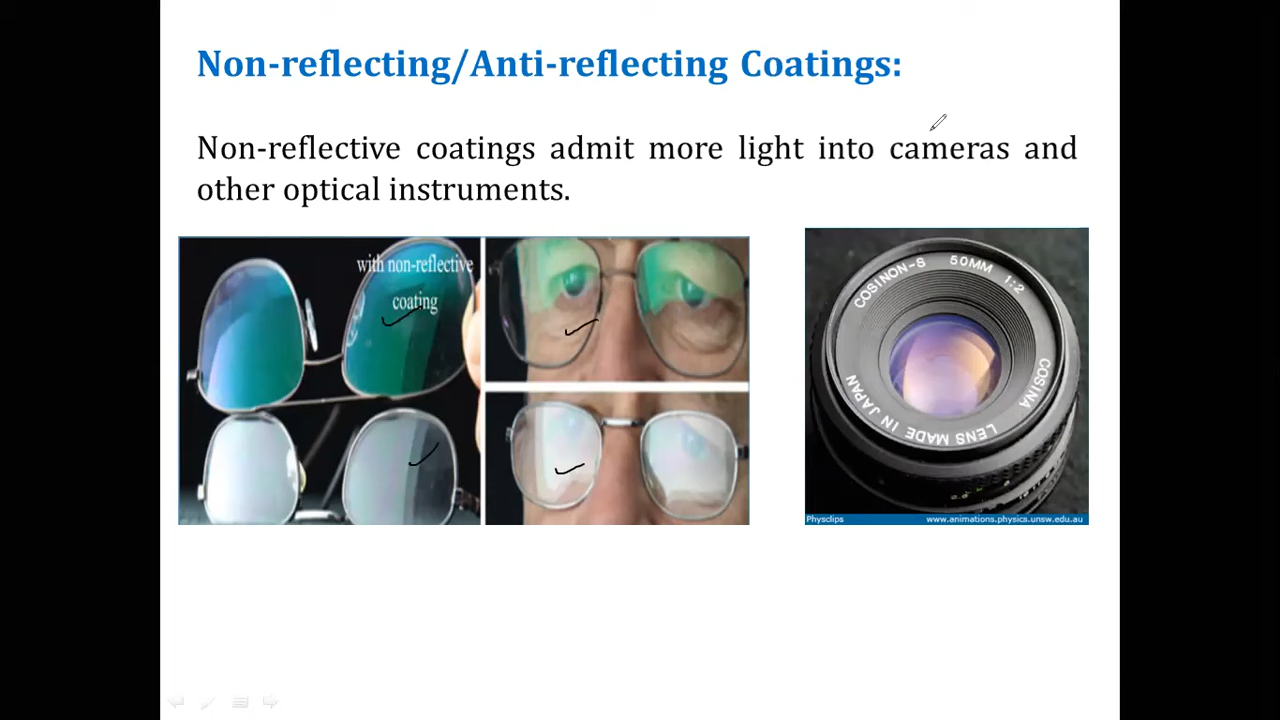 Non-reflecting/Anti-reflecting Coatings:
Non-reflective coatings admit more light into cameras and
other optical instruments.
with non-reflective
coating
COSINON-S 50MM 1:2
COSINA
LENS MADE IN JAPAN
Physclips www.animations.physics.unsw.edu.au